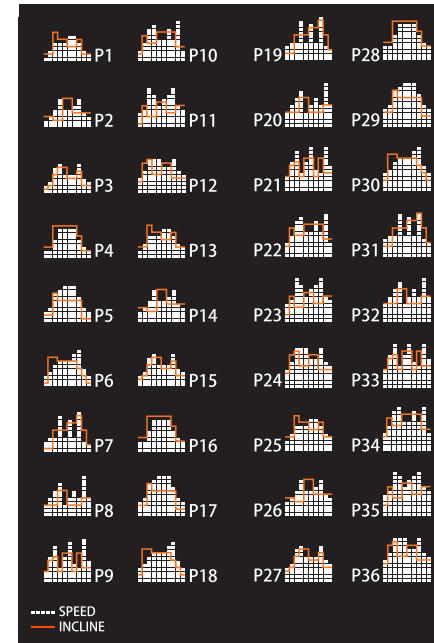 P1 P10 P19 P28
P2 P11 P20 P29
P3 P12 P21 P30
P4 P13 P22 P31
P5 P14 P23 P32
P6 P15 P24 P33
P7 P16 P25 P34
P8 P17 P26 P35
P9 P18 P27 P36
SPEED
INCLINE